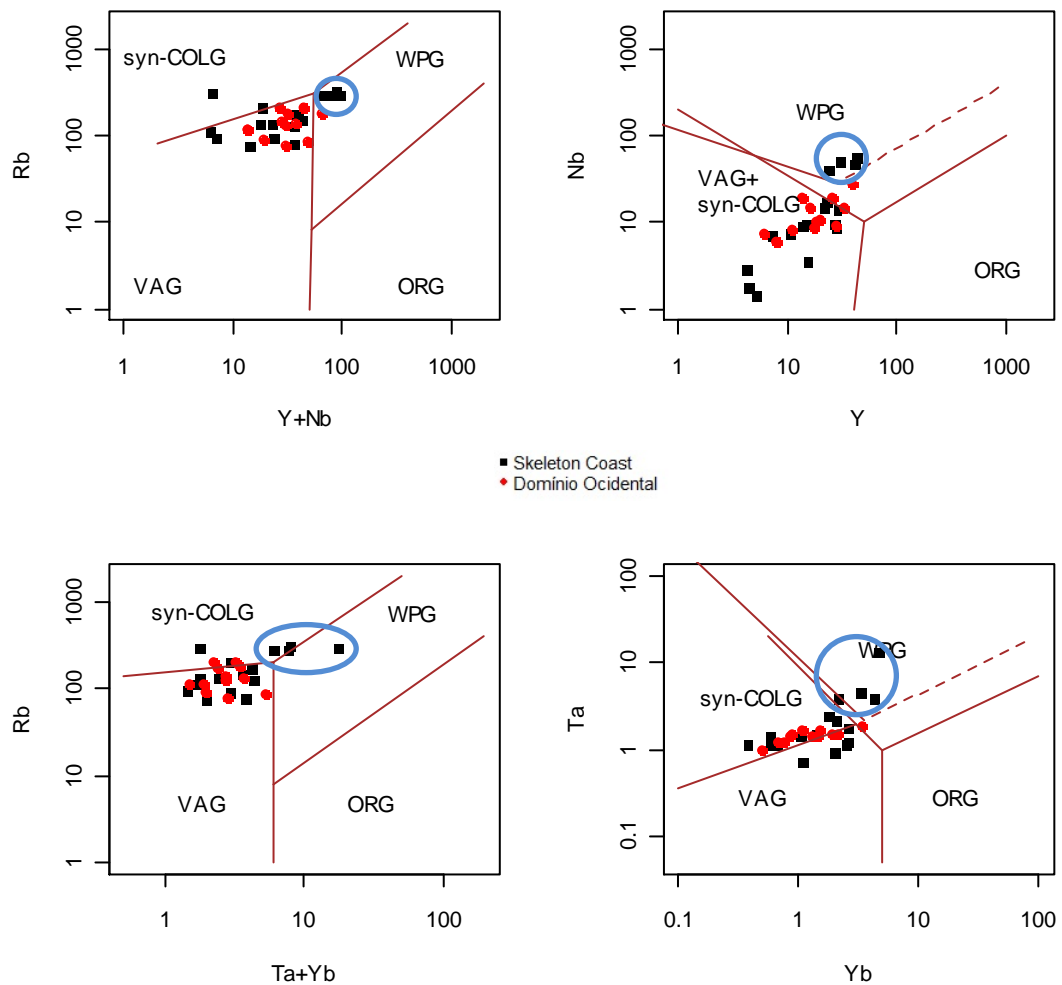 syn-COLG
WPG
VAG
ORG
Rb
1
10
100
1000
1
10
100
1000
Y+Nb
WPG
VAG+
syn-COLG
ORG
Nb
1
10
100
1000
1
10
100
1000
Y
Skeleton Coast
Domínio Ocidental
syn-COLG
WPG
VAG
ORG
Rb
1
10
100
1000
1
10
100
Ta+Yb
WPG
syn-COLG
VAG
ORG
Ta
0.1
1
10
100
0.1
1
10
100
Yb